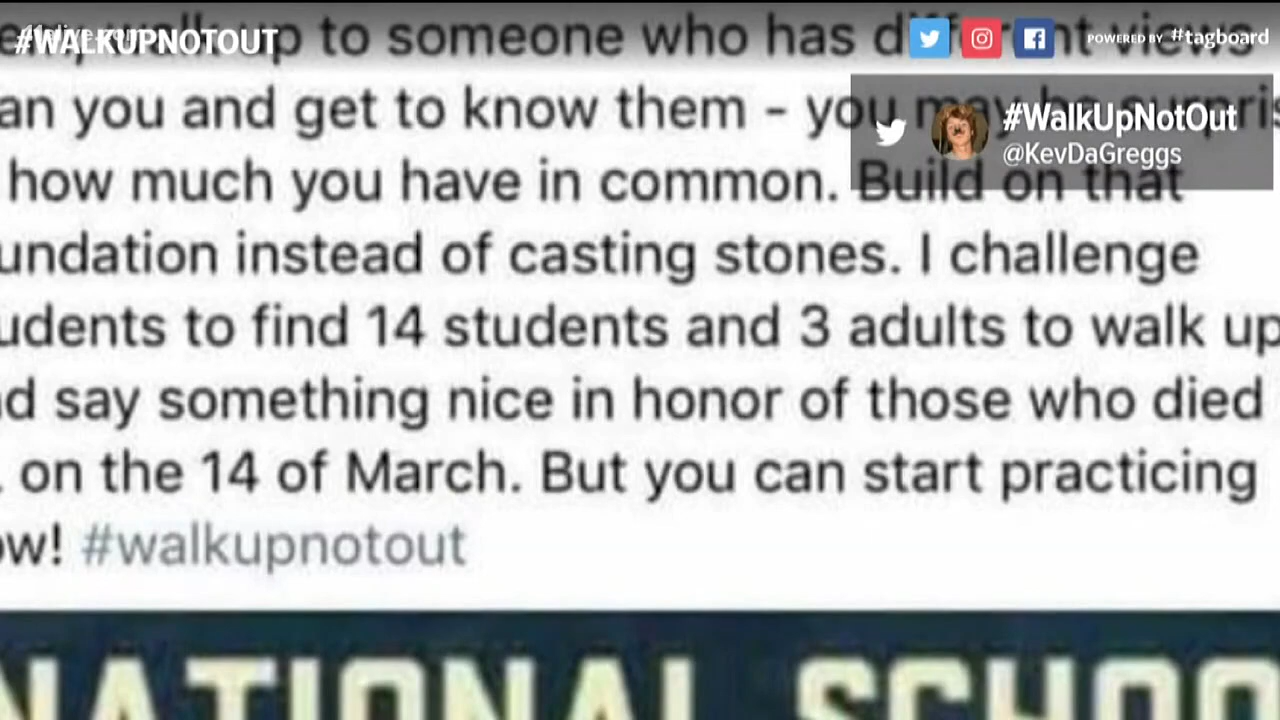 #WALKUPNOTOUT
POWERED BY #tagboard
walk up to someone who has different views
an you and get to know them - you may be surpris
how much you have in common. Build on that
#WalkUpNotOut
@KevDaGreggs
undation instead of casting stones. I challenge
udents to find 14 students and 3 adults to walk up
d say something nice in honor of those who died
on the 14 of March. But you can start practicing
ow! #walkupnotout
NATIONAL SCHOO